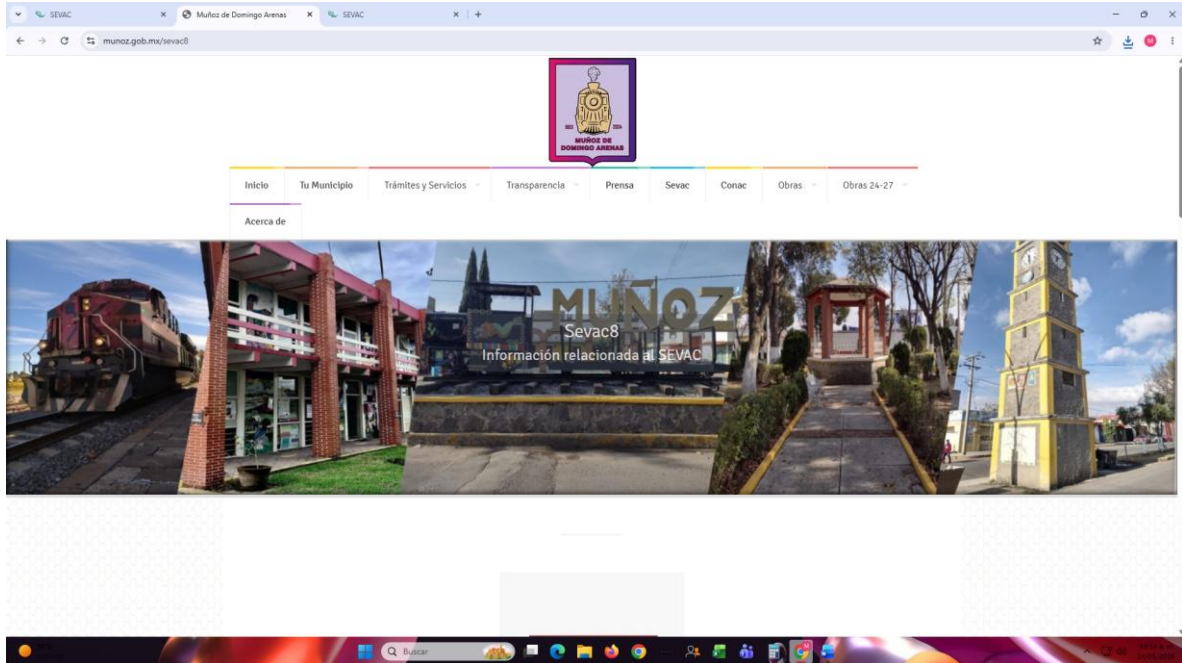 SEVAC
Muñoz de Domingo Arenas
SEVAC
munoz.gob.mx/sevac8
M
MUÑOZ DE
DOMINGO ARENAS
Inicio
Tu Municipio
Trámites y Servicios
Transparencia
Prensa
Sevac
Conac
Obras
Obras 24-27
Acerca de
MUÑOZ
Sevac8
Información relacionada al SEVAC
Buscar